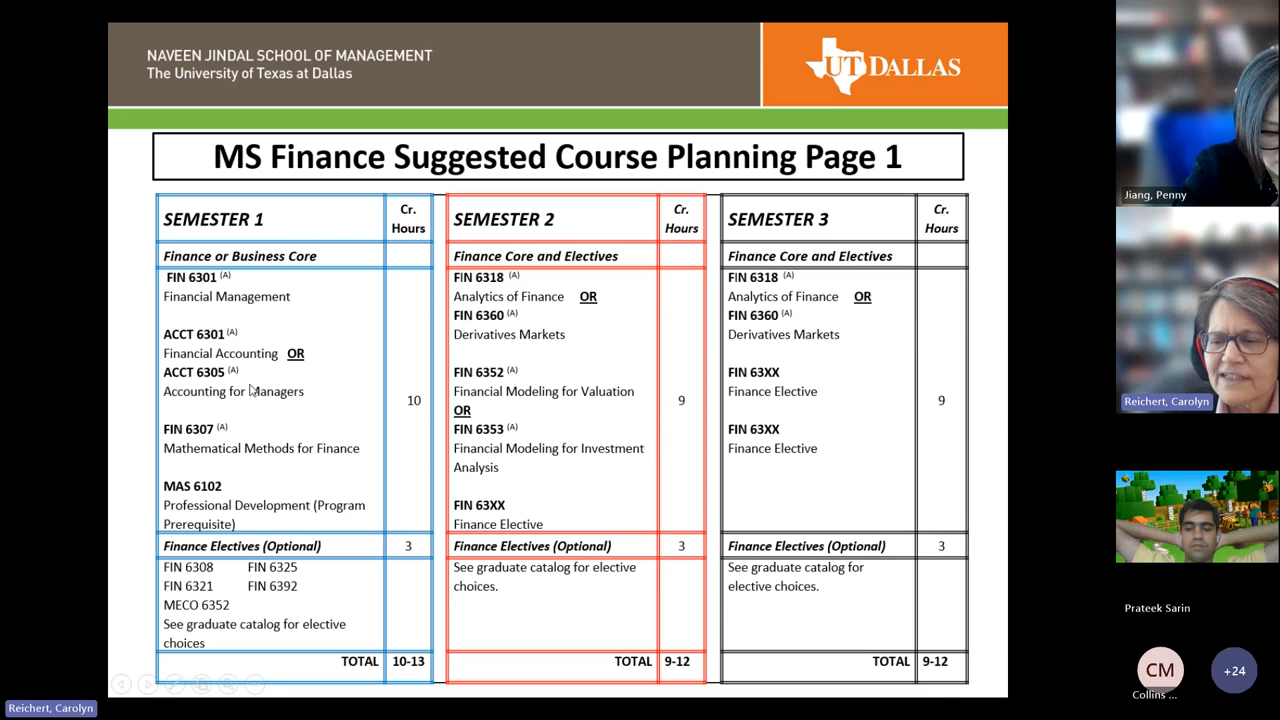 NAVEEN JINDAL SCHOOL OF MANAGEMENT
The University of Texas at Dallas
UT DALLAS
MS Finance Suggested Course Planning Page 1
SEMESTER 1
Cr.
Hours
Finance or Business Core
FIN 6301 (A)
Financial Management
ACCT 6301 (A)
Financial Accounting OR
ACCT 6305 (A)
Accounting for Managers
FIN 6307 (A)
Mathematical Methods for Finance
MAS 6102
Professional Development (Program
Prerequisite)
10
Finance Electives (Optional)
3
FIN 6308 FIN 6325
FIN 6321 FIN 6392
MECO 6352
See graduate catalog for elective
choices
TOTAL
10-13
SEMESTER 2
Cr.
Hours
Finance Core and Electives
FIN 6318 (A)
Analytics of Finance OR
FIN 6360 (A)
Derivatives Markets
FIN 6352 (A)
Financial Modeling for Valuation
OR
FIN 6353 (A)
Financial Modeling for Investment
Analysis
FIN 63XX
Finance Elective
9
Finance Electives (Optional)
3
See graduate catalog for elective
choices.
TOTAL
9-12
SEMESTER 3
Cr.
Hours
Finance Core and Electives
FIN 6318 (A)
Analytics of Finance OR
FIN 6360 (A)
Derivatives Markets
FIN 63XX
Finance Elective
FIN 63XX
Finance Elective
9
Finance Electives (Optional)
3
See graduate catalog for
elective choices.
TOTAL
9-12
Jiang, Penny
Reichert, Carolyn
Prateek Sarin
CM
Collins ...
+24
Reichert, Carolyn